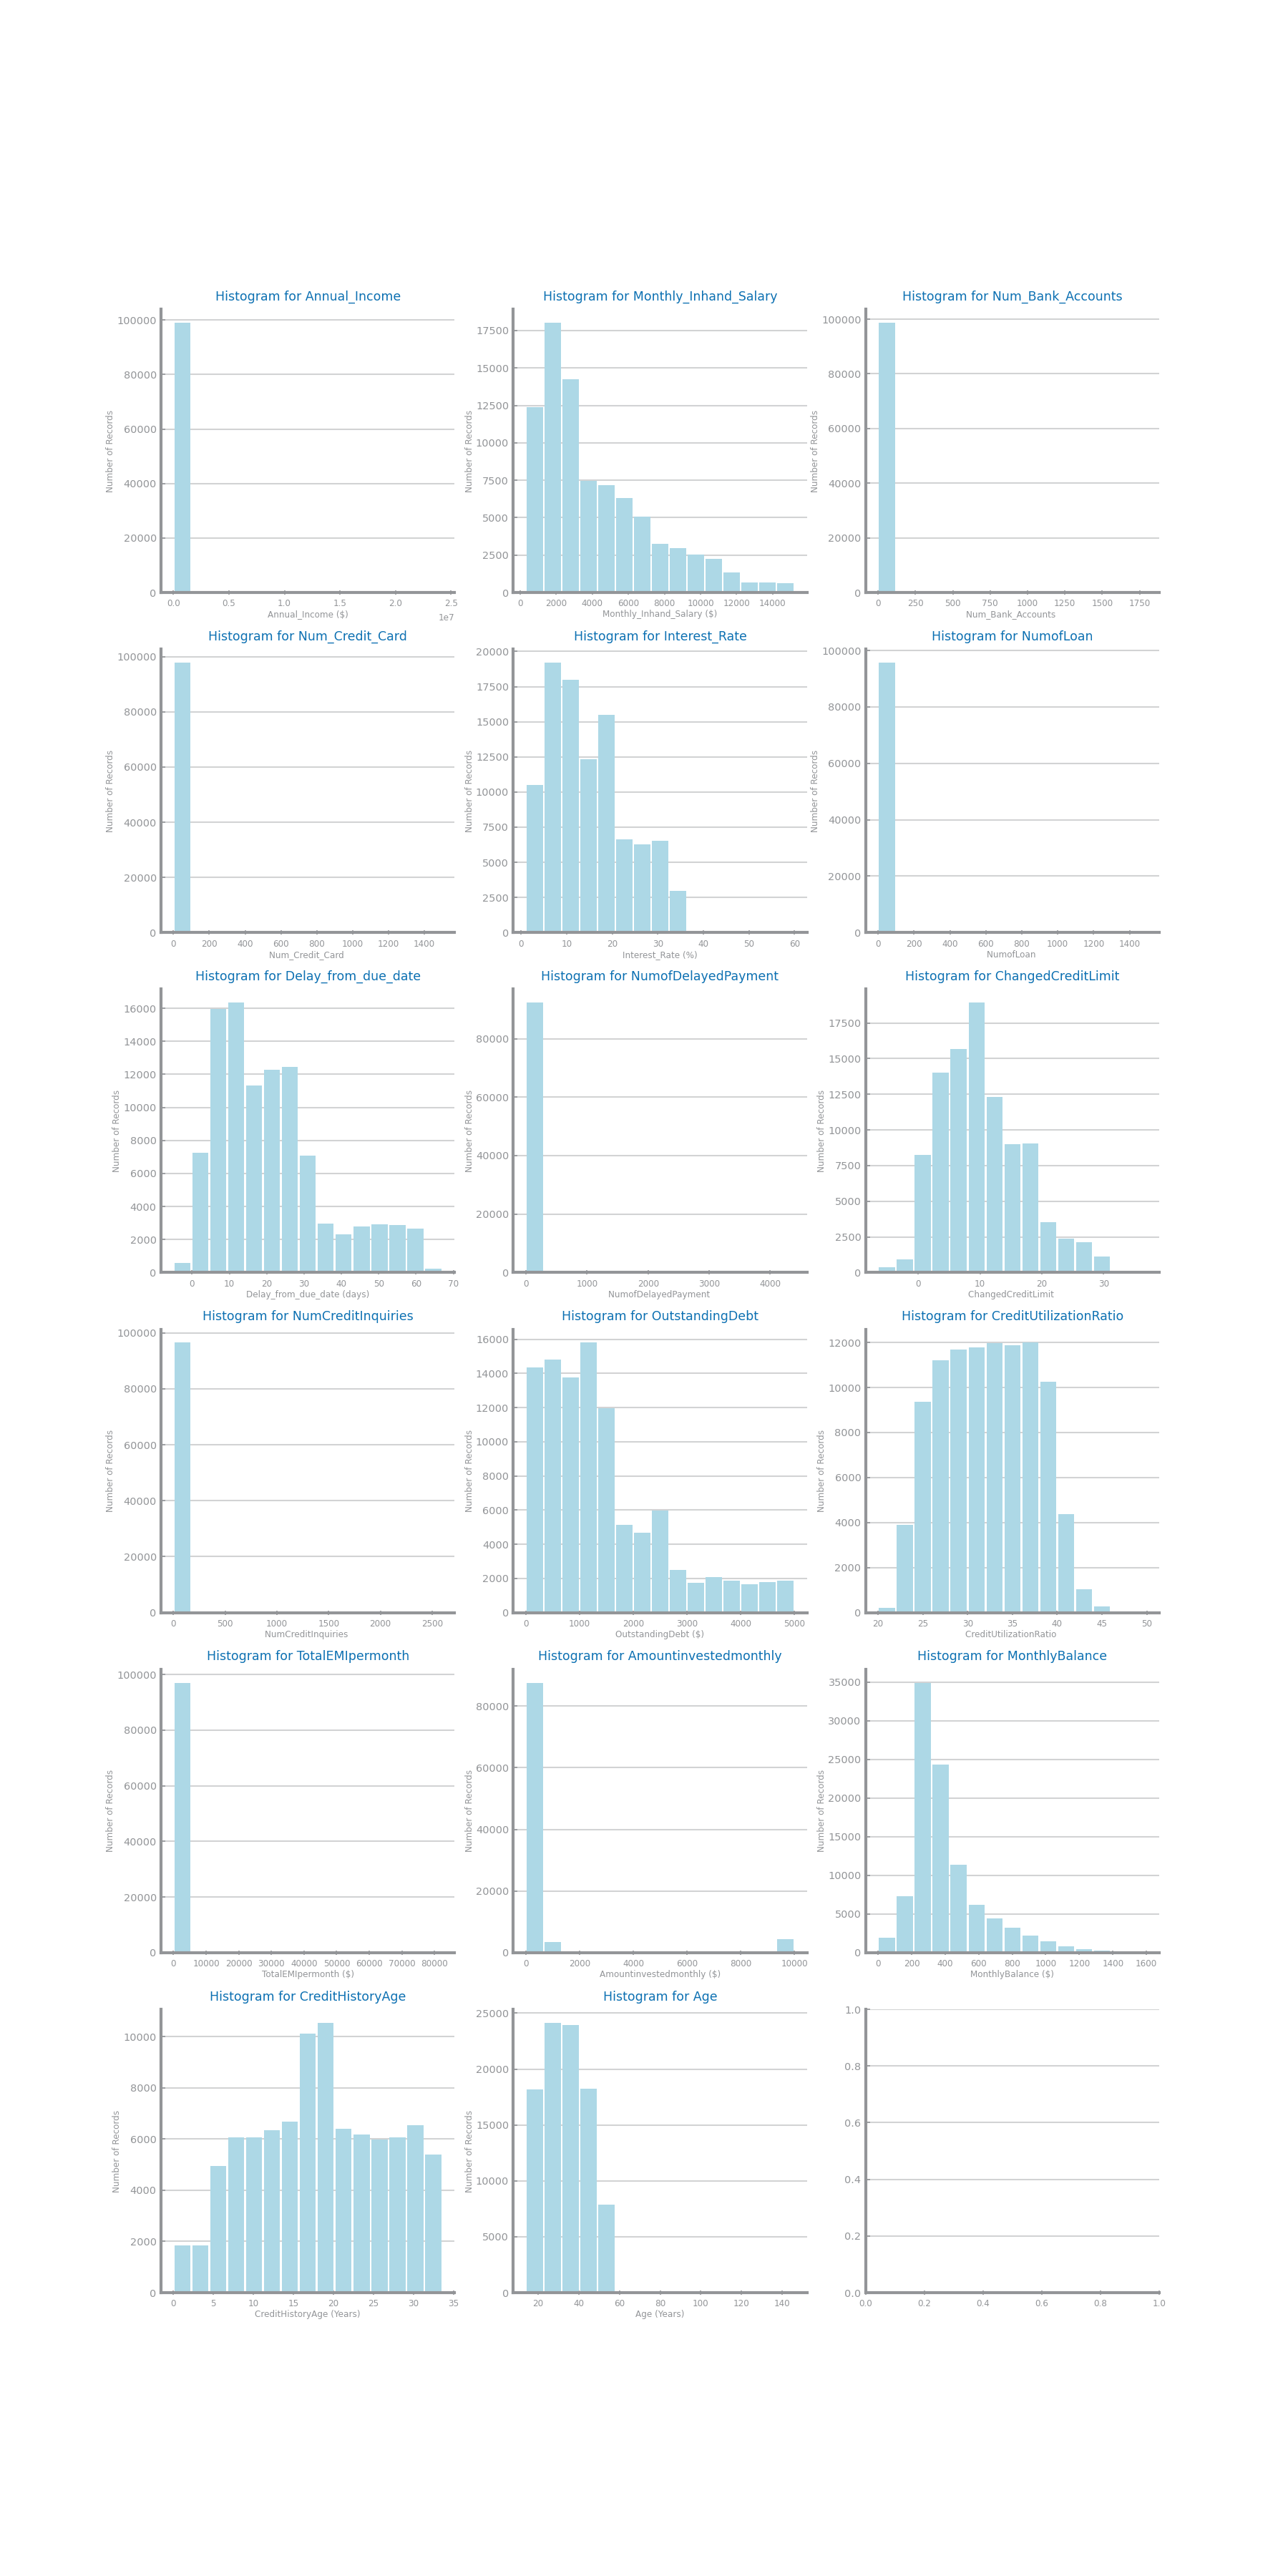 Histogram for Annual_Income
Number of Records
100000
80000
60000
40000
20000
0
0.0 0.5 1.0 1.5 2.0 2.5
Annual_Income ($)
1e7
Histogram for Monthly_Inhand_Salary
Number of Records
17500
15000
12500
10000
7500
5000
2500
0
0 2000 4000 6000 8000 10000 12000 14000
Monthly_Inhand_Salary ($)
Histogram for Num_Bank_Accounts
Number of Records
100000
80000
60000
40000
20000
0
0 250 500 750 1000 1250 1500 1750
Num_Bank_Accounts
Histogram for Num_Credit_Card
Number of Records
100000
80000
60000
40000
20000
0
0 200 400 600 800 1000 1200 1400
Num_Credit_Card
Histogram for Interest_Rate
Number of Records
20000
17500
15000
12500
10000
7500
5000
2500
0
0 10 20 30 40 50 60
Interest_Rate (%)
Histogram for NumofLoan
Number of Records
100000
80000
60000
40000
20000
0
0 200 400 600 800 1000 1200 1400
NumofLoan
Histogram for Delay_from_due_date
Number of Records
16000
14000
12000
10000
8000
6000
4000
2000
0
0 10 20 30 40 50 60 70
Delay_from_due_date (days)
Histogram for NumofDelayedPayment
Number of Records
80000
60000
40000
20000
0
0 1000 2000 3000 4000
NumofDelayedPayment
Histogram for ChangedCreditLimit
Number of Records
17500
15000
12500
10000
7500
5000
2500
0
0 10 20 30
ChangedCreditLimit
Histogram for NumCreditInquiries
Number of Records
100000
80000
60000
40000
20000
0
0 500 1000 1500 2000 2500
NumCreditInquiries
Histogram for OutstandingDebt
Number of Records
16000
14000
12000
10000
8000
6000
4000
2000
0
0 1000 2000 3000 4000 5000
OutstandingDebt ($)
Histogram for CreditUtilizationRatio
Number of Records
12000
10000
8000
6000
4000
2000
0
20 25 30 35 40 45 50
CreditUtilizationRatio
Histogram for TotalEMIpermonth
Number of Records
100000
80000
60000
40000
20000
0
0 10000 20000 30000 40000 50000 60000 70000 80000
TotalEMIpermonth ($)
Histogram for Amountinvestedmonthly
Number of Records
80000
60000
40000
20000
0
0 2000 4000 6000 8000 10000
Amountinvestedmonthly ($)
Histogram for MonthlyBalance
Number of Records
35000
30000
25000
20000
15000
10000
5000
0
0 200 400 600 800 1000 1200 1400 1600
MonthlyBalance ($)
Histogram for CreditHistoryAge
Number of Records
10000
8000
6000
4000
2000
0
0 5 10 15 20 25 30 35
CreditHistoryAge (Years)
Histogram for Age
Number of Records
25000
20000
15000
10000
5000
0
20 40 60 80 100 120 140
Age (Years)
1.0
0.8
0.6
0.4
0.2
0.0
0.0 0.2 0.4 0.6 0.8 1.0